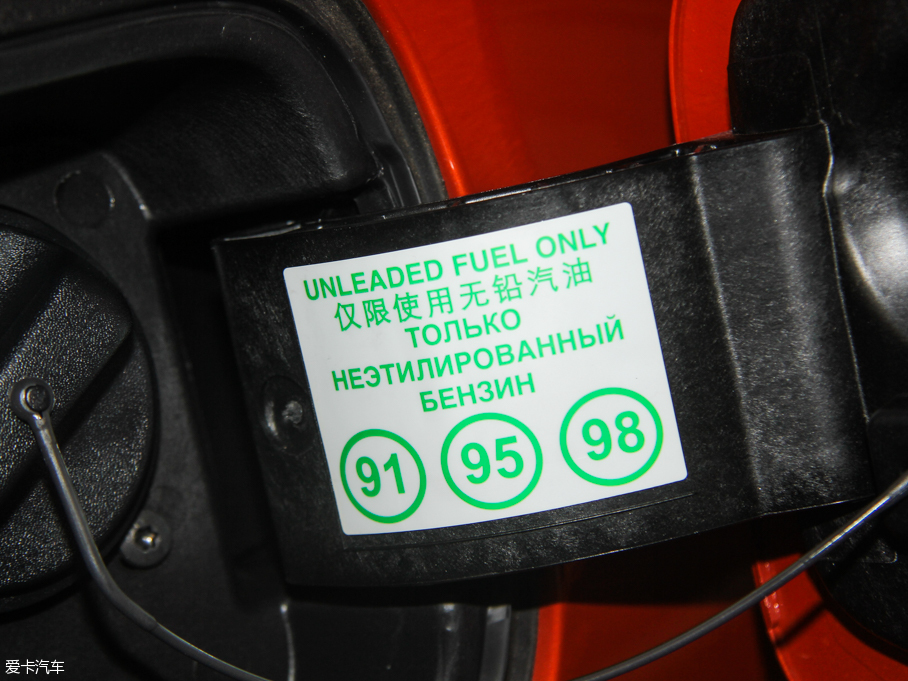 UNLEADED FUEL ONLY
仅限使用无铅汽油
ТОЛЬКО
НЕЭТИЛИРОВАННЫЙ
БЕНЗИН
91 95 98
爱卡汽车